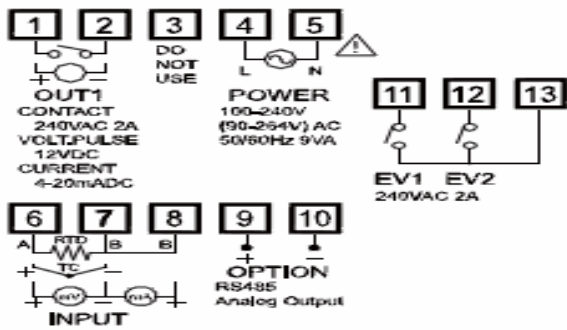 1 2 3 4 5
+ −
DO
NOT
USE
L N
OUT1
CONTACT
240VAC 2A
VOLT.PULSE
12VDC
CURRENT
4-20mADC
POWER
100-240V
(90-264V) AC
50/60Hz 9VA
11 12 13
EV1 EV2
240VAC 2A
6 7 8 9 10
A RTD B B
+ TC −
+ mV − + mA −
INPUT
+ −
OPTION
RS485
Analog Output